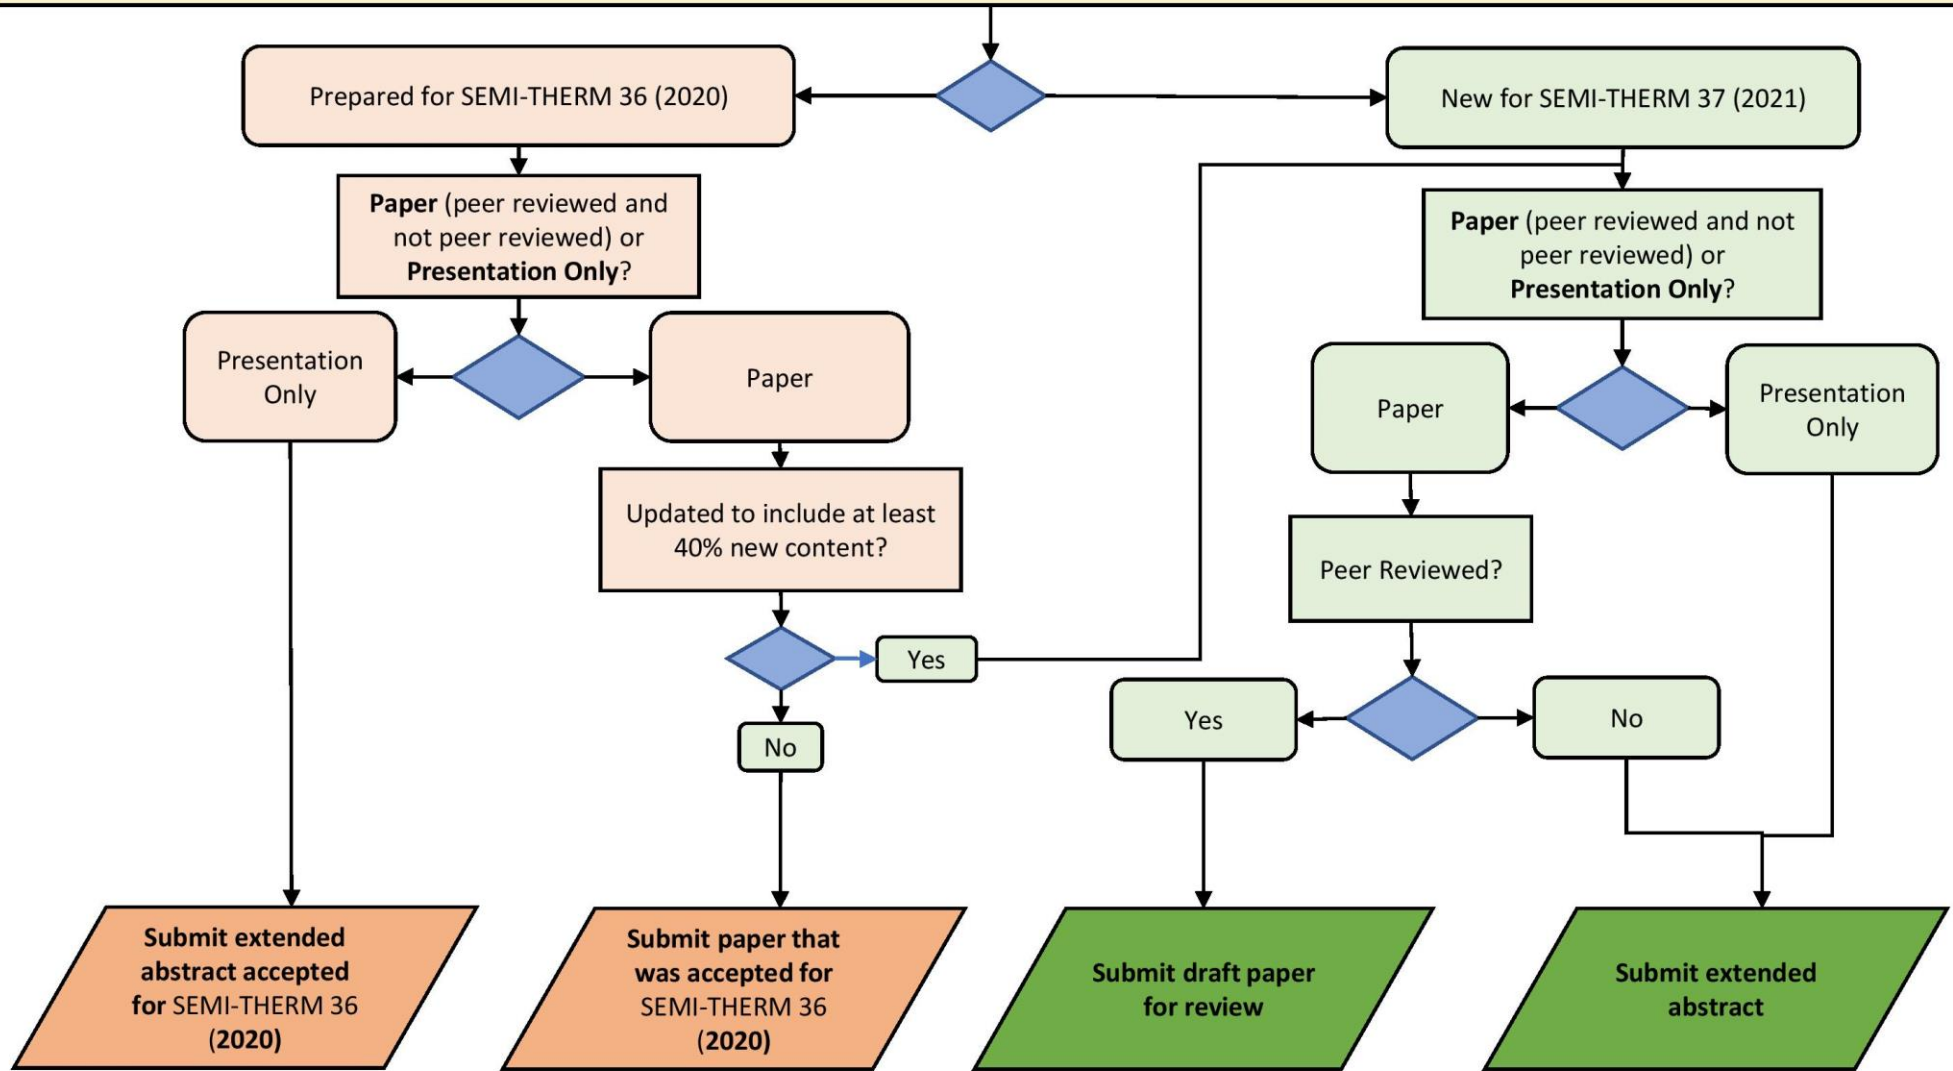 Prepared for SEMI-THERM 36 (2020)
New for SEMI-THERM 37 (2021)
Paper (peer reviewed and
not peer reviewed) or
Presentation Only?
Paper (peer reviewed and not
peer reviewed) or
Presentation Only?
Presentation
Only
Paper
Paper
Presentation
Only
Updated to include at least
40% new content?
Peer Reviewed?
Yes
No
Yes
No
Submit extended
abstract accepted
for SEMI-THERM 36
(2020)
Submit paper that
was accepted for
SEMI-THERM 36
(2020)
Submit draft paper
for review
Submit extended
abstract